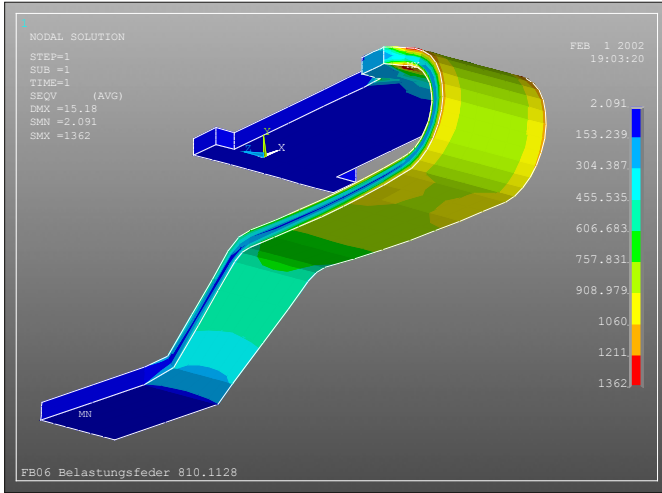 1
NODAL SOLUTION
STEP=1
SUB =1
TIME=1
SEQV (AVG)
DMX =15.18
SMN =2.091
SMX =1362
FEB 1 2002
19:03:20
MX
Y
Z
X
MN
2.091
153.239
304.387
455.535
606.683
757.831
908.979
1060
1211
1362
FB06 Belastungsfeder 810.1128